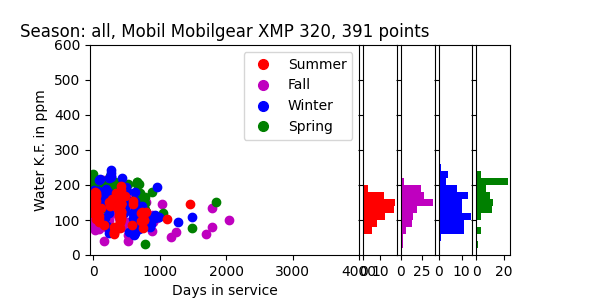 Season: all, Mobil Mobilgear XMP 320, 391 points
Water K.F. in ppm
600
500
400
300
200
100
0
Summer
Fall
Winter
Spring
0 1000 2000 3000 4000 0 10 0 25 0 10 0 20
Days in service